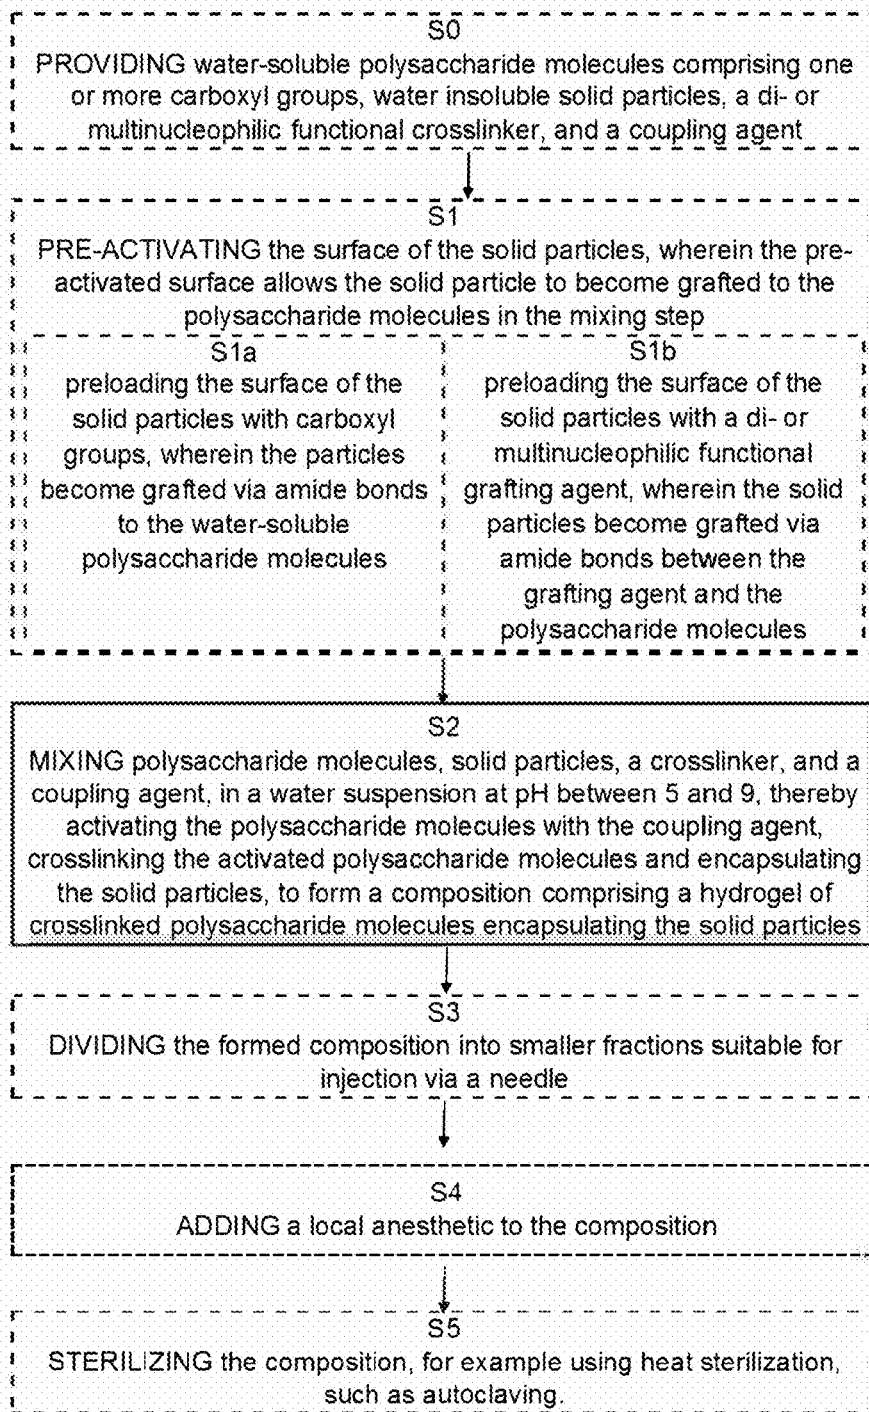 S0
PROVIDING water-soluble polysaccharide molecules comprising one
or more carboxyl groups, water insoluble solid particles, a di- or
multinucleophilic functional crosslinker, and a coupling agent
S1
PRE-ACTIVATING the surface of the solid particles, wherein the pre-
activated surface allows the solid particle to become grafted to the
polysaccharide molecules in the mixing step
S1a
preloading the surface of the
solid particles with carboxyl
groups, wherein the particles
become grafted via amide bonds
to the water-soluble
polysaccharide molecules
S1b
preloading the surface of the
solid particles with a di- or
multinucleophilic functional
grafting agent, wherein the solid
particles become grafted via
amide bonds between the
grafting agent and the
polysaccharide molecules
S2
MIXING polysaccharide molecules, solid particles, a crosslinker, and a
coupling agent, in a water suspension at pH between 5 and 9, thereby
activating the polysaccharide molecules with the coupling agent,
crosslinking the activated polysaccharide molecules and encapsulating
the solid particles, to form a composition comprising a hydrogel of
crosslinked polysaccharide molecules encapsulating the solid particles
S3
DIVIDING the formed composition into smaller fractions suitable for
injection via a needle
S4
ADDING a local anesthetic to the composition
S5
STERILIZING the composition, for example using heat sterilization,
such as autoclaving.